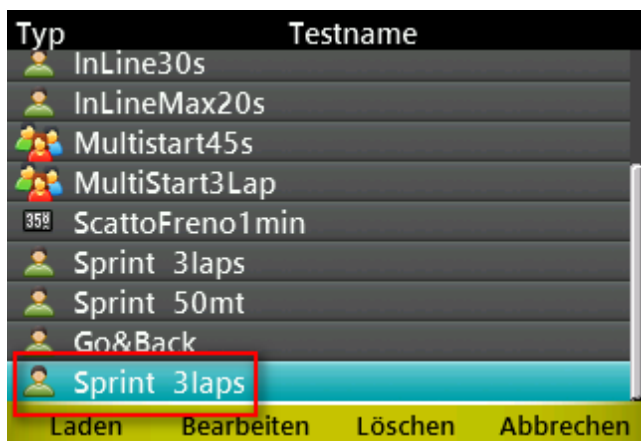 Typ Testname
InLine30s
InLineMax20s
Multistart45s
MultiStart3Lap
358 ScattoFreno1min
Sprint 3laps
Sprint 50mt
Go&Back
Sprint 3laps
Laden Bearbeiten Löschen Abbrechen